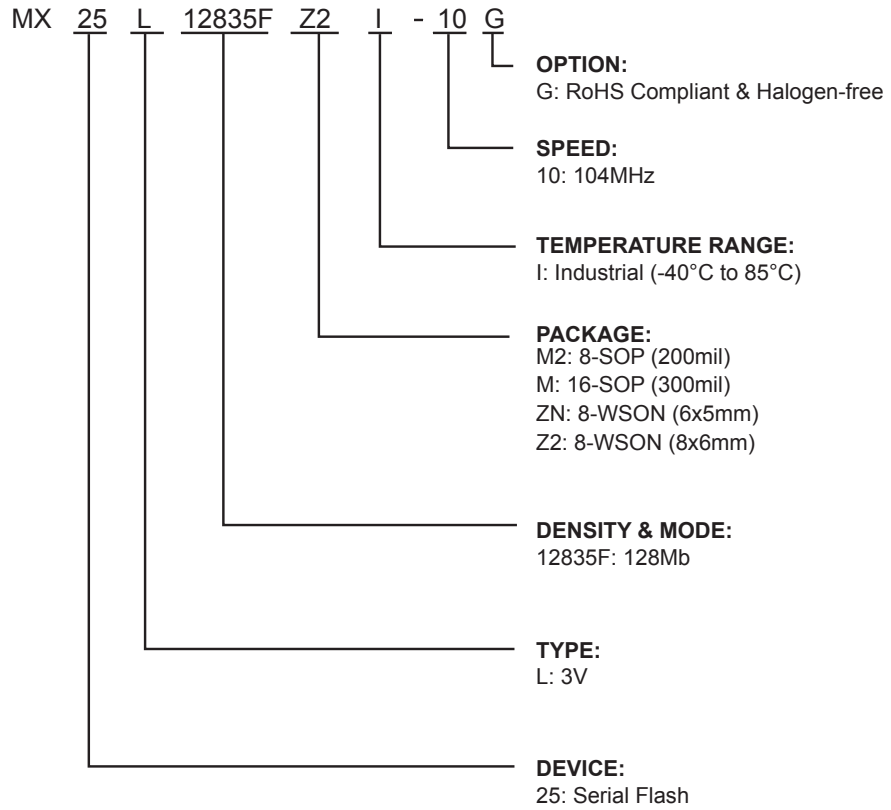 MX 25 L 12835F Z2 I - 10 G
OPTION:
G: RoHS Compliant & Halogen-free
SPEED:
10: 104MHz
TEMPERATURE RANGE:
I: Industrial (-40°C to 85°C)
PACKAGE:
M2: 8-SOP (200mil)
M: 16-SOP (300mil)
ZN: 8-WSON (6x5mm)
Z2: 8-WSON (8x6mm)
DENSITY & MODE:
12835F: 128Mb
TYPE:
L: 3V
DEVICE:
25: Serial Flash